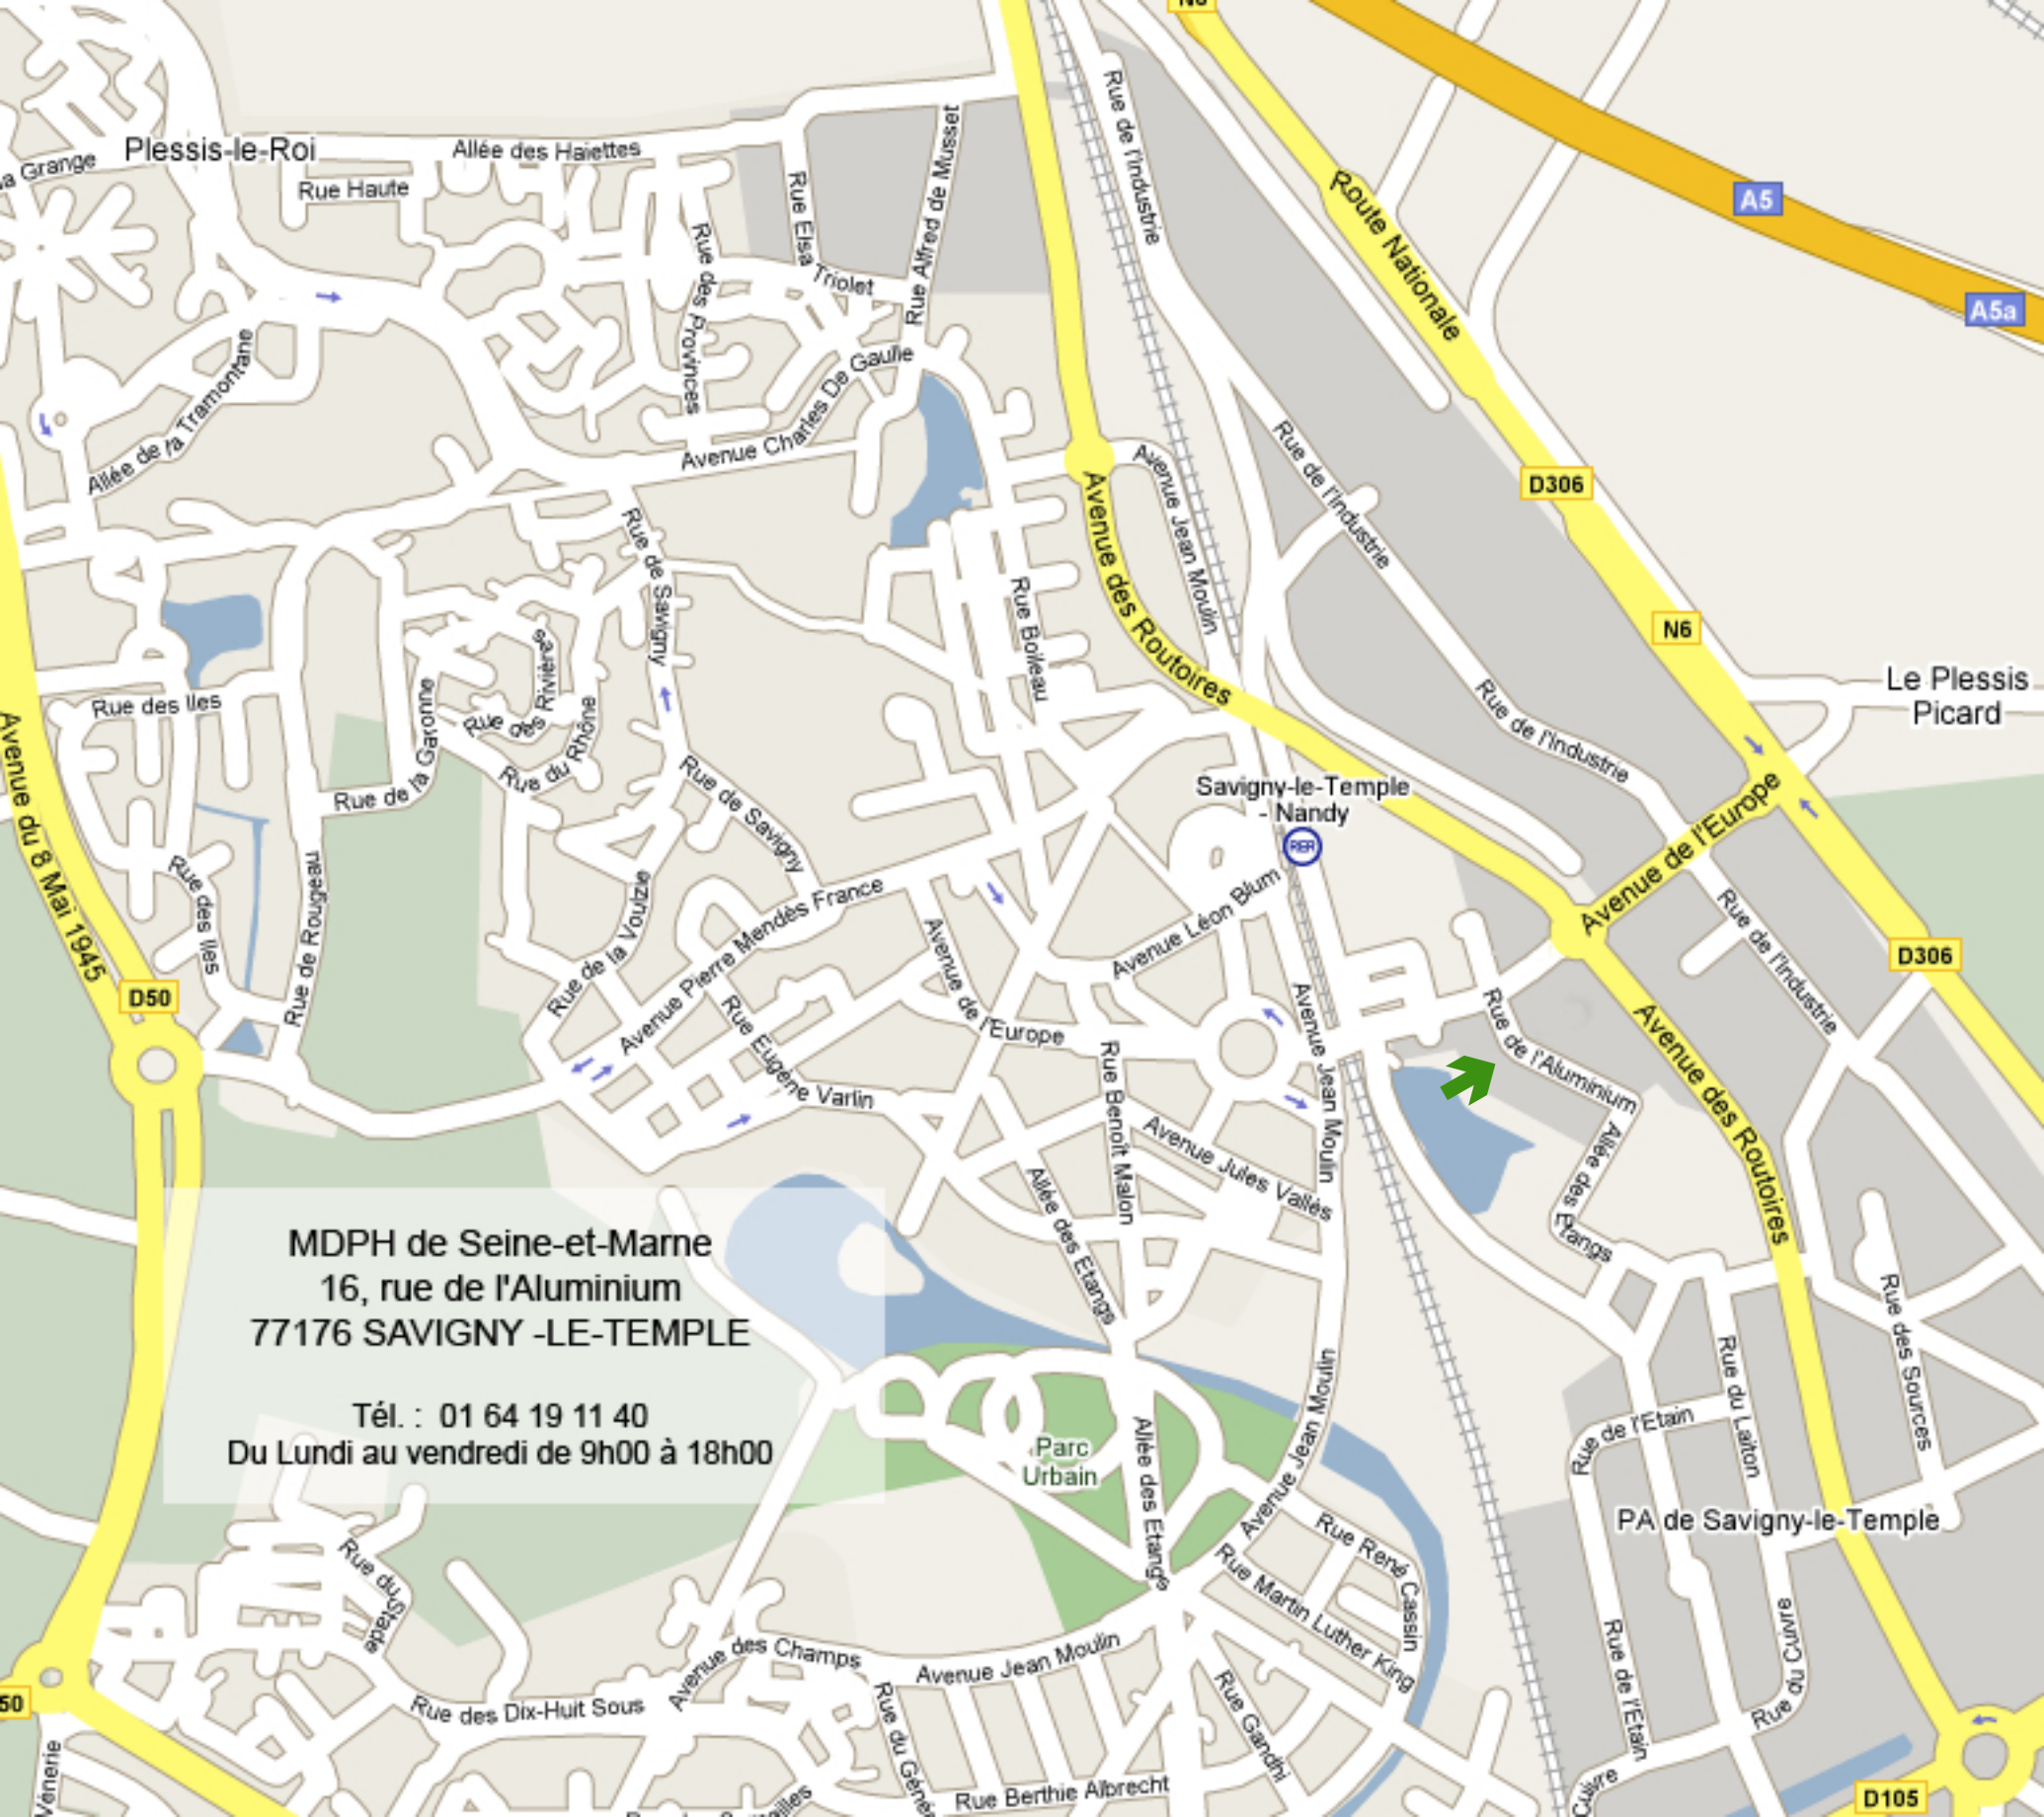 N6
Rue de l'Industrie
Plessis-le-Roi
Allée des Haiettes
a Grange
Rue Haute
Rue Elsa Triolet
Rue Alfred de Musset
Route Nationale
A5
A5a
Rue des Provinces
Allée de la Tramontane
Avenue Charles De Gaulle
Avenue Jean Moulin
Rue de l'Industrie
D306
Rue de Savigny
Avenue des Routoires
Rue Boileau
N6
Le Plessis
Picard
Rue des Iles
Rue de la Garonne
Rue des Rivières
Rue du Rhône
Rue de l'Industrie
Avenue du 8 Mai 1945
Rue de Savigny
Savigny-le-Temple
- Nandy
RER
Avenue de l'Europe
Rue des Iles
Rue de Rougeau
Rue de la Voulzie
Avenue Pierre Mendès France
Avenue Léon Blum
Rue de l'Industrie
D306
D50
Avenue de l'Europe
Rue Eugène Varlin
Avenue Jean Moulin
Rue de l'Aluminium
Avenue des Routoires
Rue Benoît Malon
Avenue Jules Vallès
Allée des Etangs
Allée des Etangs
MDPH de Seine-et-Marne
16, rue de l'Aluminium
77176 SAVIGNY -LE-TEMPLE
Tél. : 01 64 19 11 40
Du Lundi au vendredi de 9h00 à 18h00
Rue des Sources
Rue du Laiton
Rue de l'Etain
Avenue Jean Moulin
Parc
Urbain
Allée des Etangs
PA de Savigny-le-Temple
Rue René Cassin
Rue Martin Luther King
Rue du Stade
Avenue des Champs
Avenue Jean Moulin
Rue de l'Etain
Rue du Cuivre
50
Rue des Dix-Huit Sous
Rue Gandhi
Rue du Géné
Rue Berthie Albrecht
Vénerie
Cuivre
D105